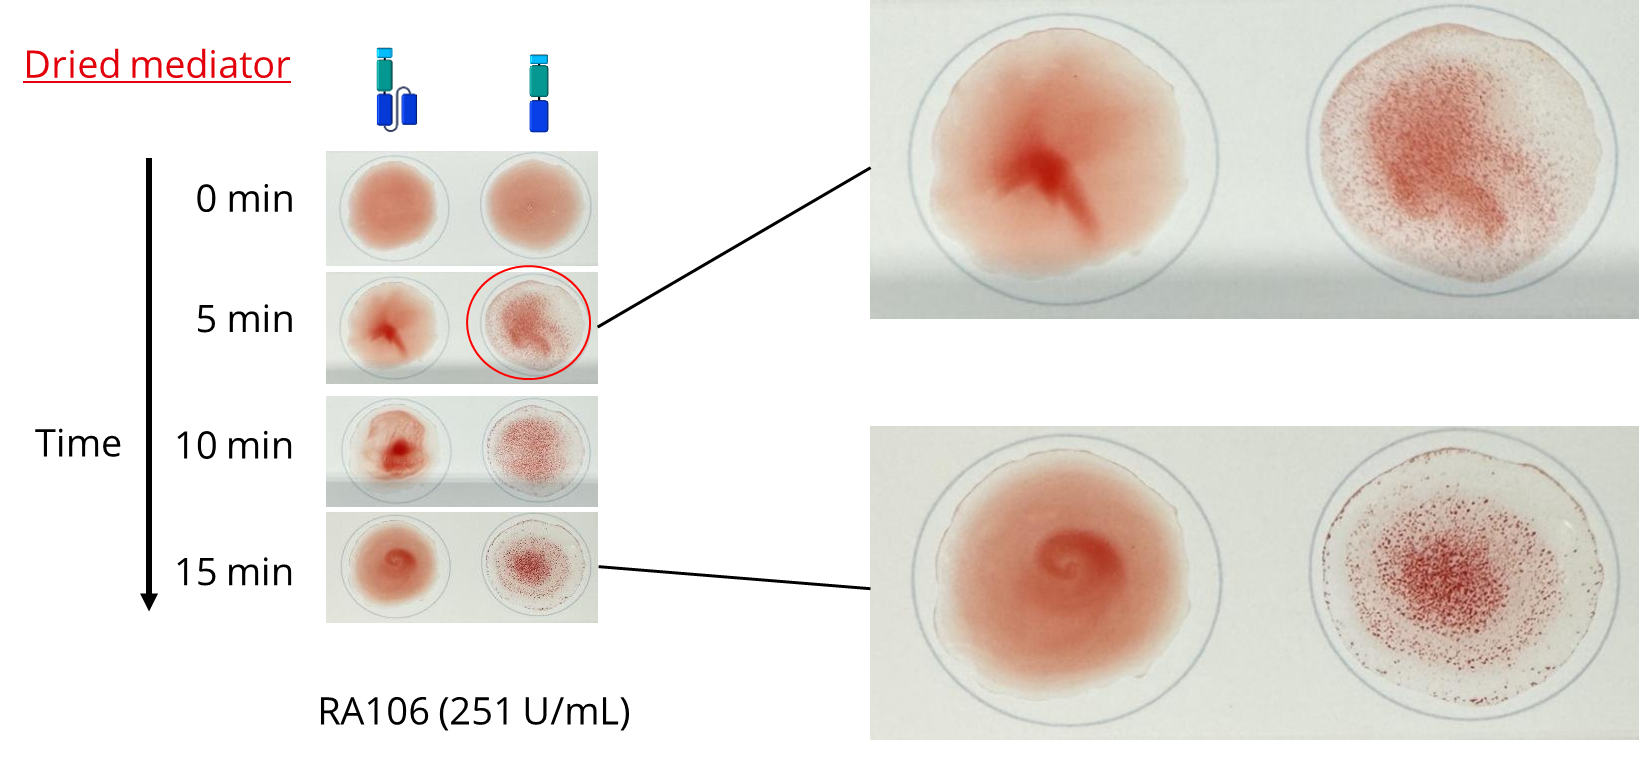 Dried mediator
0 min
5 min
Time
10 min
15 min
RA106 (251 U/mL)